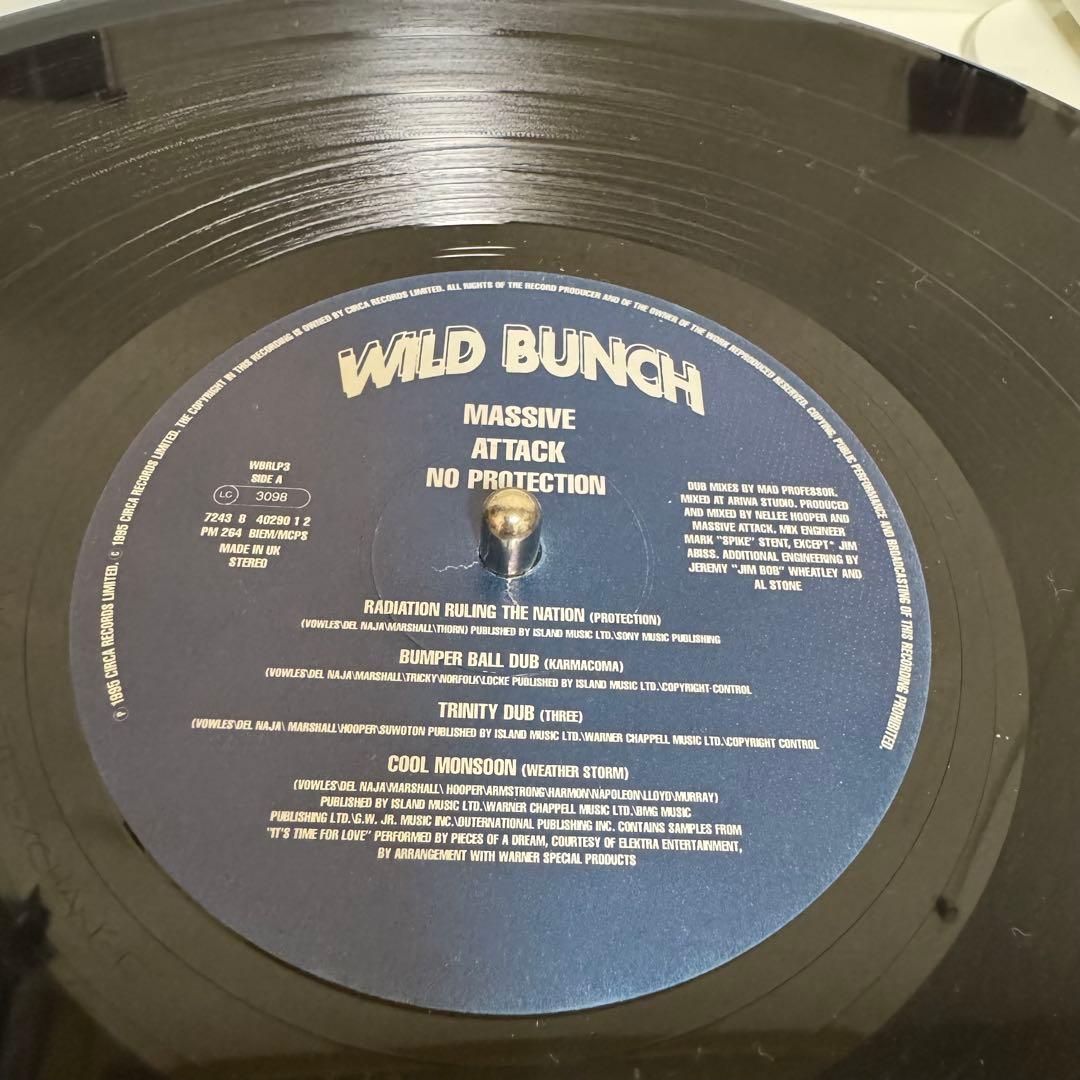 ℗ 1995 CIRCA RECORDS LIMITED. © 1995 CIRCA RECORDS LIMITED. THE COPYRIGHT IN THIS RECORDING IS OWNED BY CIRCA RECORDS LIMITED. ALL RIGHTS OF THE RECORD PRODUCER AND OF THE OWNER OF THE WORK REPRODUCED RESERVED. COPYING, PUBLIC PERFORMANCE AND BROADCASTING OF THIS RECORDING PROHIBITED.
WILD BUNCH
MASSIVE
ATTACK
NO PROTECTION
WBRLP3
SIDE A
LC 3098
7243 8 40290 1 2
PM 264 BIEM/MCPS
MADE IN UK
STEREO
DUB MIXES BY MAD PROFESSOR.
MIXED AT ARIWA STUDIO. PRODUCED
AND MIXED BY NELLEE HOOPER AND
MASSIVE ATTACK. MIX ENGINEER
MARK "SPIKE" STENT, EXCEPT* JIM
ABISS. ADDITIONAL ENGINEERING BY
JEREMY "JIM BOB" WHEATLEY AND
AL STONE
RADIATION RULING THE NATION (PROTECTION)
(VOWLES\DEL NAJA\MARSHALL\THORN) PUBLISHED BY ISLAND MUSIC LTD.\SONY MUSIC PUBLISHING
BUMPER BALL DUB (KARMACOMA)
(VOWLES\DEL NAJA\MARSHALL\TRICKY\NORFOLK\LOCKE PUBLISHED BY ISLAND MUSIC LTD.\COPYRIGHT-CONTROL
TRINITY DUB (THREE)
(VOWLES\DEL NAJA\ MARSHALL\HOOPER\SUWOTON PUBLISHED BY ISLAND MUSIC LTD.\WARNER CHAPPELL MUSIC LTD.\COPYRIGHT CONTROL
COOL MONSOON (WEATHER STORM)
(VOWLES\DEL NAJA\MARSHALL\ HOOPER\ARMSTRONG\HARMON\NAPOLEON\LLOYD\MURRAY)
PUBLISHED BY ISLAND MUSIC LTD.\WARNER CHAPPELL MUSIC LTD.\BMG MUSIC
PUBLISHING LTD.\G.W. JR. MUSIC INC.\OUTERNATIONAL PUBLISHING INC. CONTAINS SAMPLES FROM
"IT'S TIME FOR LOVE" PERFORMED BY PIECES OF A DREAM, COURTESY OF ELEKTRA ENTERTAINMENT,
BY ARRANGEMENT WITH WARNER SPECIAL PRODUCTS